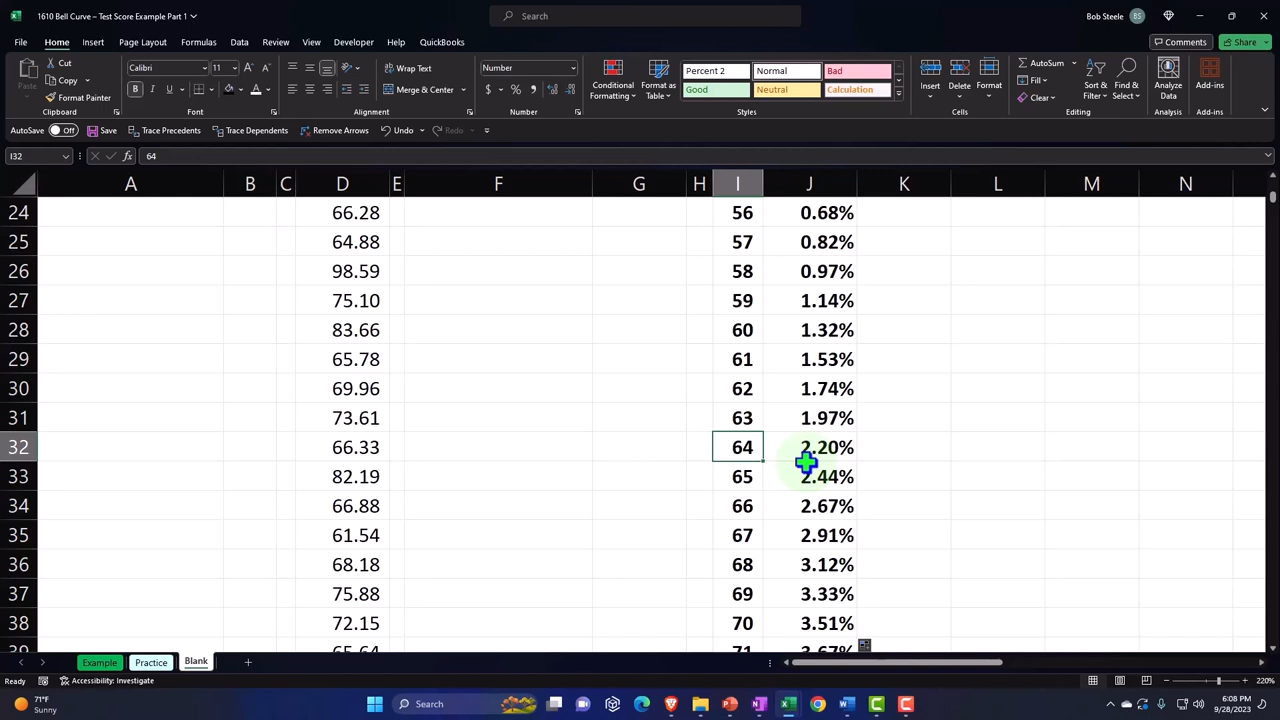 1610 Bell Curve – Test Score Example Part 1
Search
Bob Steele BS
File Home Insert Page Layout Formulas Data Review View Developer Help QuickBooks
Comments Share
Paste Cut Copy Format Painter
Clipboard
Calibri 11
B I U
Font
Wrap Text
Merge & Center
Alignment
Number
$ % 9
Number
Conditional Formatting
Format as Table
Percent 2 Normal Bad
Good Neutral Calculation
Styles
Insert Delete Format
Cells
AutoSum
Fill
Clear
Sort & Filter
Find & Select
Editing
Analyze Data
Analysis
Add-ins
Add-ins
AutoSave Off Save Trace Precedents Trace Dependents Remove Arrows Undo Redo
I32 fx 64
A B C D E F G H I J K L M N
24 66.28 56 0.68%
25 64.88 57 0.82%
26 98.59 58 0.97%
27 75.10 59 1.14%
28 83.66 60 1.32%
29 65.78 61 1.53%
30 69.96 62 1.74%
31 73.61 63 1.97%
32 66.33 64 2.20%
33 82.19 65 2.44%
34 66.88 66 2.67%
35 61.54 67 2.91%
36 68.18 68 3.12%
37 75.88 69 3.33%
38 72.15 70 3.51%
39 65.64 71 3.67%
Example Practice Blank
Ready Accessibility: Investigate 220%
71°F
Sunny
Search
6:08 PM
9/28/2023